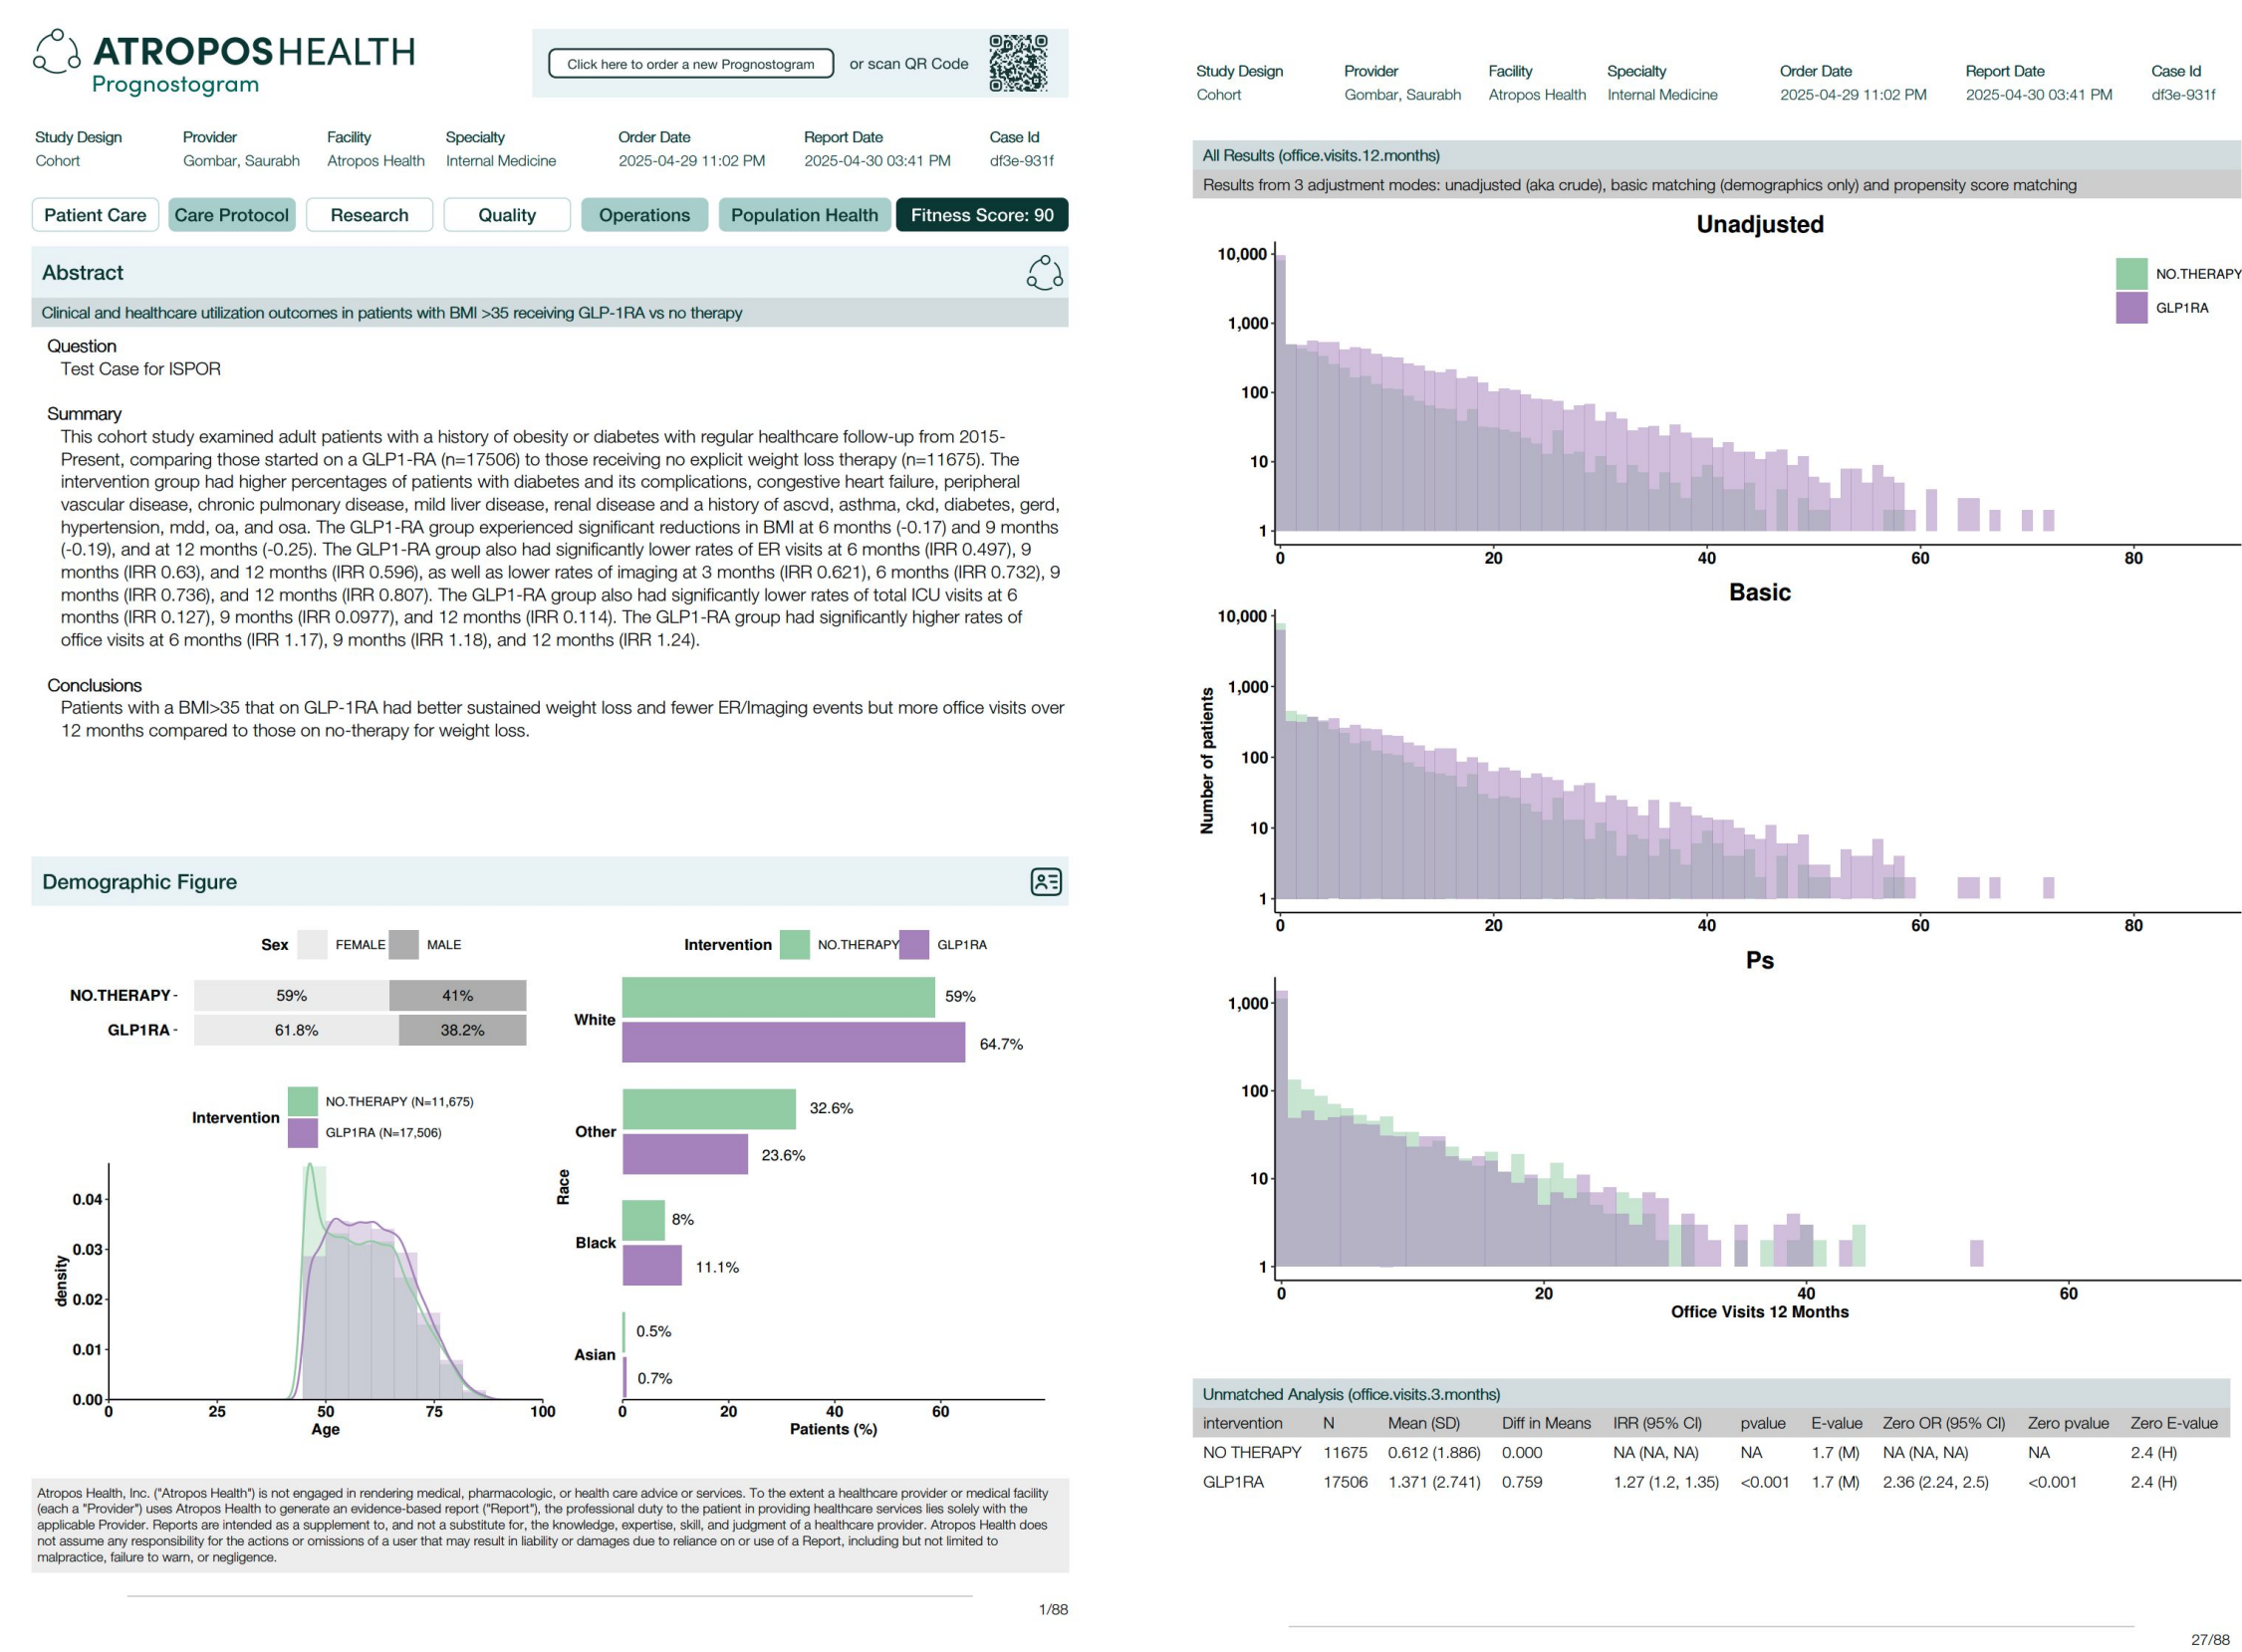 ATROPOSHEALTH
Prognostogram
Click here to order a new Prognostogram or scan QR Code
Study Design Provider Facility Specialty Order Date Report Date Case Id
Cohort Gombar, Saurabh Atropos Health Internal Medicine 2025-04-29 11:02 PM 2025-04-30 03:41 PM df3e-931f
Patient Care Care Protocol Research Quality Operations Population Health Fitness Score: 90
Abstract
Clinical and healthcare utilization outcomes in patients with BMI >35 receiving GLP-1RA vs no therapy
Question
Test Case for ISPOR
Summary
This cohort study examined adult patients with a history of obesity or diabetes with regular healthcare follow-up from 2015-
Present, comparing those started on a GLP1-RA (n=17506) to those receiving no explicit weight loss therapy (n=11675). The
intervention group had higher percentages of patients with diabetes and its complications, congestive heart failure, peripheral
vascular disease, chronic pulmonary disease, mild liver disease, renal disease and a history of ascvd, asthma, ckd, diabetes, gerd,
hypertension, mdd, oa, and osa. The GLP1-RA group experienced significant reductions in BMI at 6 months (-0.17) and 9 months
(-0.19), and at 12 months (-0.25). The GLP1-RA group also had significantly lower rates of ER visits at 6 months (IRR 0.497), 9
months (IRR 0.63), and 12 months (IRR 0.596), as well as lower rates of imaging at 3 months (IRR 0.621), 6 months (IRR 0.732), 9
months (IRR 0.736), and 12 months (IRR 0.807). The GLP1-RA group also had significantly lower rates of total ICU visits at 6
months (IRR 0.127), 9 months (IRR 0.0977), and 12 months (IRR 0.114). The GLP1-RA group had significantly higher rates of
office visits at 6 months (IRR 1.17), 9 months (IRR 1.18), and 12 months (IRR 1.24).
Conclusions
Patients with a BMI>35 that on GLP-1RA had better sustained weight loss and fewer ER/Imaging events but more office visits over
12 months compared to those on no-therapy for weight loss.
Demographic Figure
Sex FEMALE MALE
NO.THERAPY 59% 41%
GLP1RA 61.8% 38.2%
Intervention
NO.THERAPY (N=11,675)
GLP1RA (N=17,506)
density
0.04
0.03
0.02
0.01
0.00
0 25 50 75 100
Age
Intervention NO.THERAPY GLP1RA
Race
White 59%
64.7%
Other 32.6%
23.6%
Black 8%
11.1%
Asian 0.5%
0.7%
0 20 40 60
Patients (%)
Atropos Health, Inc. ("Atropos Health") is not engaged in rendering medical, pharmacologic, or health care advice or services. To the extent a healthcare provider or medical facility
(each a "Provider") uses Atropos Health to generate an evidence-based report ("Report"), the professional duty to the patient in providing healthcare services lies solely with the
applicable Provider. Reports are intended as a supplement to, and not a substitute for, the knowledge, expertise, skill, and judgment of a healthcare provider. Atropos Health does
not assume any responsibility for the actions or omissions of a user that may result in liability or damages due to reliance on or use of a Report, including but not limited to
malpractice, failure to warn, or negligence.
1/88
Study Design Provider Facility Specialty Order Date Report Date Case Id
Cohort Gombar, Saurabh Atropos Health Internal Medicine 2025-04-29 11:02 PM 2025-04-30 03:41 PM df3e-931f
All Results (office.visits.12.months)
Results from 3 adjustment modes: unadjusted (aka crude), basic matching (demographics only) and propensity score matching
Unadjusted
NO.THERAPY
GLP1RA
10,000
1,000
100
10
1
0 20 40 60 80
Basic
Number of patients
10,000
1,000
100
10
1
0 20 40 60 80
Ps
1,000
100
10
1
0 20 40 60
Office Visits 12 Months
Unmatched Analysis (office.visits.3.months)
intervention N Mean (SD) Diff in Means IRR (95% CI) pvalue E-value Zero OR (95% CI) Zero pvalue Zero E-value
NO THERAPY 11675 0.612 (1.886) 0.000 NA (NA, NA) NA 1.7 (M) NA (NA, NA) NA 2.4 (H)
GLP1RA 17506 1.371 (2.741) 0.759 1.27 (1.2, 1.35) <0.001 1.7 (M) 2.36 (2.24, 2.5) <0.001 2.4 (H)
27/88